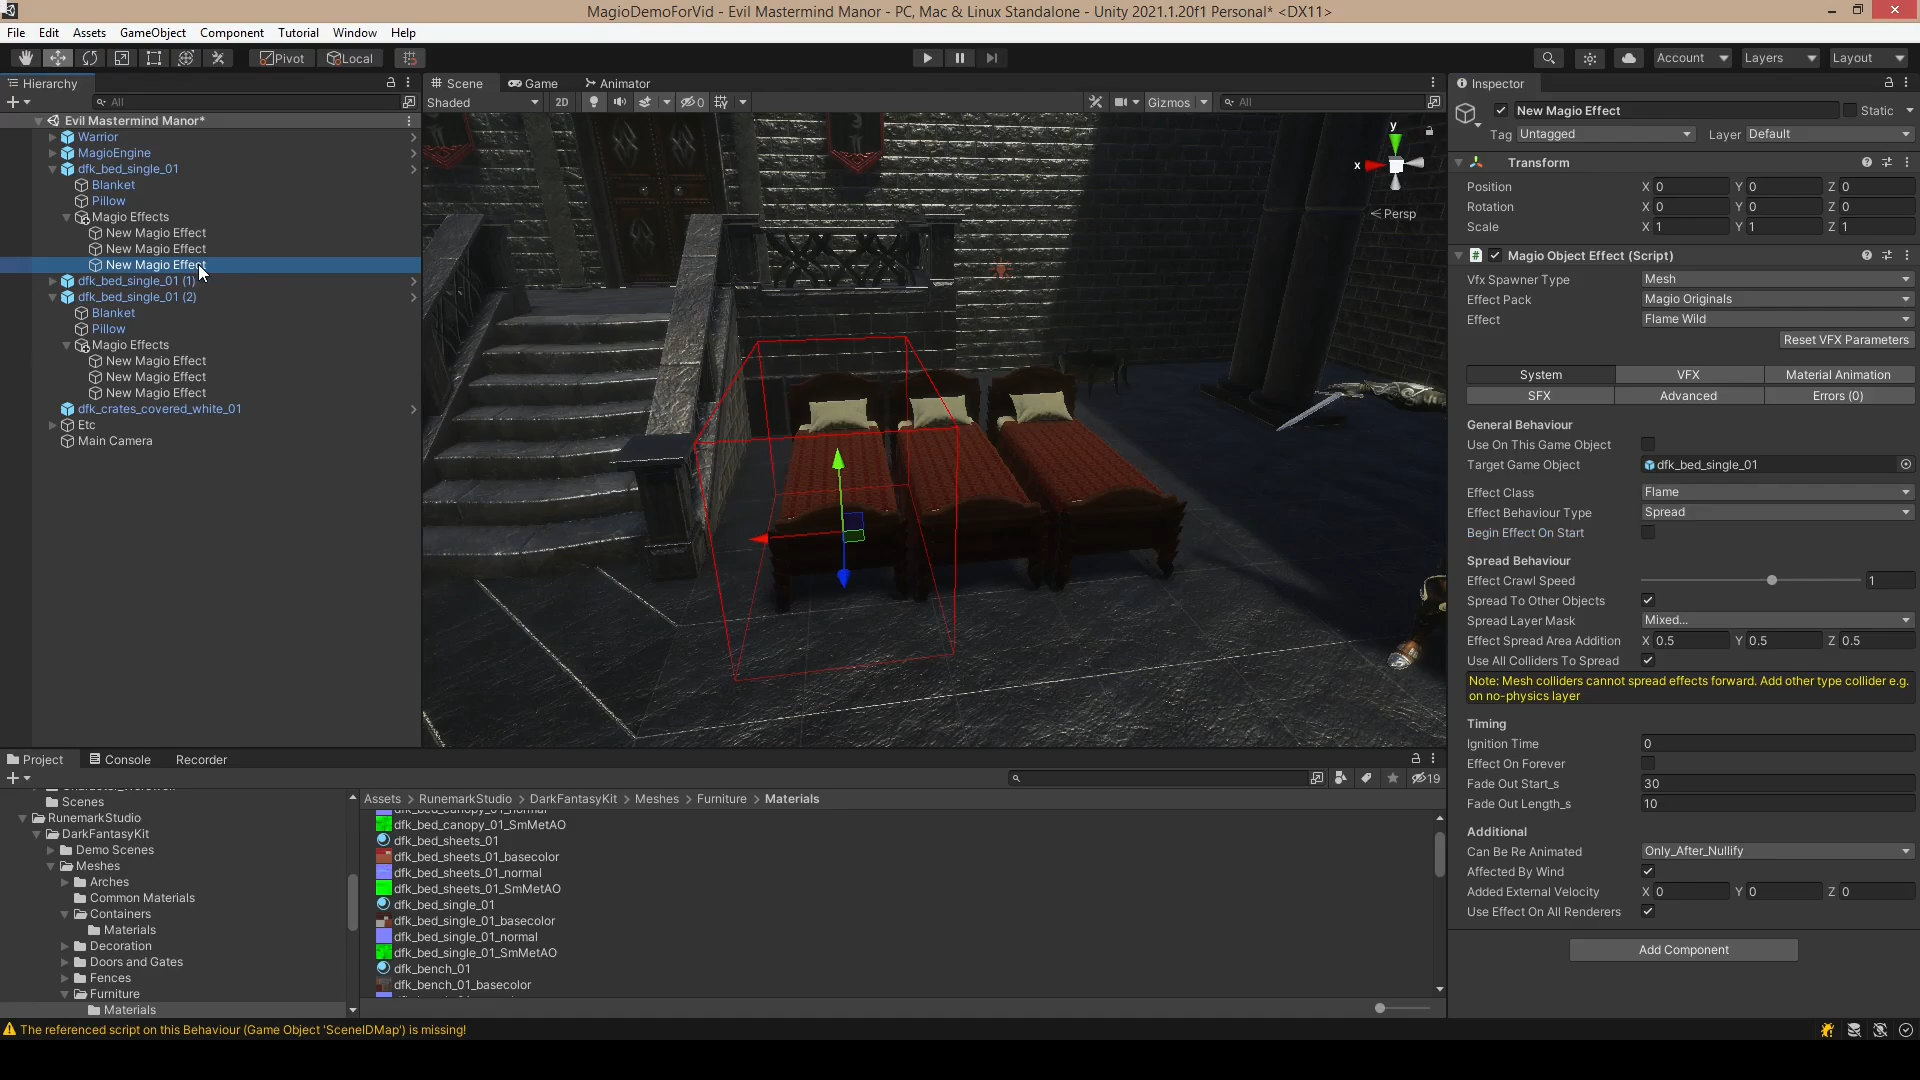 MagioDemoForVid - Evil Mastermind Manor - PC, Mac & Linux Standalone - Unity 2021.1.20f1 Personal* <DX11>
File Edit Assets GameObject Component Tutorial Window Help
Pivot Local Account Layers Layout
Hierarchy
All
Evil Mastermind Manor*
Warrior
MagioEngine
dfk_bed_single_01
Blanket
Pillow
Magio Effects
New Magio Effect
New Magio Effect
New Magio Effect
dfk_bed_single_01 (1)
dfk_bed_single_01 (2)
Blanket
Pillow
Magio Effects
New Magio Effect
New Magio Effect
New Magio Effect
dfk_crates_covered_white_01
Etc
Main Camera
Scene Game Animator
Shaded 2D 0 Gizmos All
y
x
< Persp
Inspector
New Magio Effect Static
Tag Untagged Layer Default
Transform
Position X 0 Y 0 Z 0
Rotation X 0 Y 0 Z 0
Scale X 1 Y 1 Z 1
Magio Object Effect (Script)
Vfx Spawner Type Mesh
Effect Pack Magio Originals
Effect Flame Wild
Reset VFX Parameters
System VFX Material Animation
SFX Advanced Errors (0)
General Behaviour
Use On This Game Object
Target Game Object dfk_bed_single_01
Effect Class Flame
Effect Behaviour Type Spread
Begin Effect On Start
Spread Behaviour
Effect Crawl Speed 1
Spread To Other Objects
Spread Layer Mask Mixed...
Effect Spread Area Addition X 0.5 Y 0.5 Z 0.5
Use All Colliders To Spread
Note: Mesh colliders cannot spread effects forward. Add other type collider e.g.
on no-physics layer
Timing
Ignition Time 0
Effect On Forever
Fade Out Start_s 30
Fade Out Length_s 10
Additional
Can Be Re Animated Only_After_Nullify
Affected By Wind
Added External Velocity X 0 Y 0 Z 0
Use Effect On All Renderers
Add Component
Project Console Recorder
19
Scenes
RunemarkStudio
DarkFantasyKit
Demo Scenes
Meshes
Arches
Common Materials
Containers
Materials
Decoration
Doors and Gates
Fences
Furniture
Materials
Assets > RunemarkStudio > DarkFantasyKit > Meshes > Furniture > Materials
dfk_bed_canopy_01_normal
dfk_bed_canopy_01_SmMetAO
dfk_bed_sheets_01
dfk_bed_sheets_01_basecolor
dfk_bed_sheets_01_normal
dfk_bed_sheets_01_SmMetAO
dfk_bed_single_01
dfk_bed_single_01_basecolor
dfk_bed_single_01_normal
dfk_bed_single_01_SmMetAO
dfk_bench_01
dfk_bench_01_basecolor
The referenced script on this Behaviour (Game Object 'SceneIDMap') is missing!